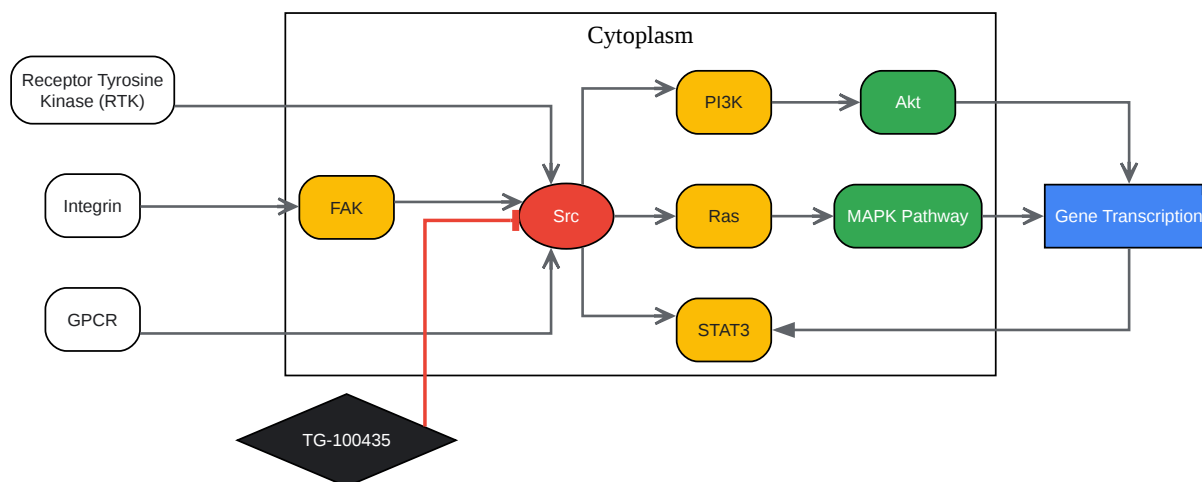 Cytoplasm
Receptor Tyrosine
Kinase (RTK)
PI3K
Akt
Integrin
FAK
Src
Ras
MAPK Pathway
Gene Transcription
GPCR
STAT3
TG-100435